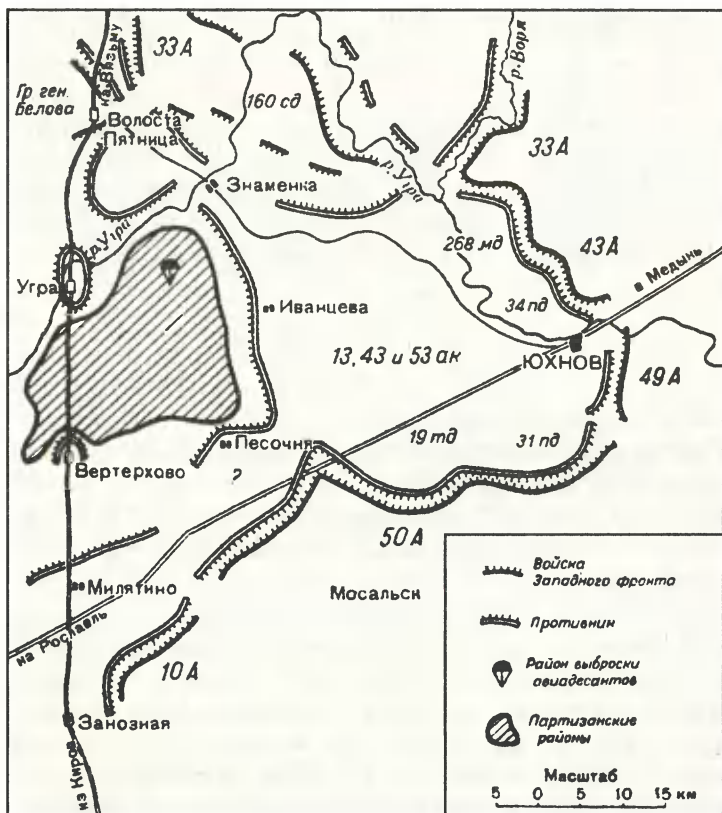 33А
на Вязьму
Гр. ген.
Белова
160 сд
р. Воря
Волоста
Пятница
33А
Знаменка
р. Угра
р. Угра
43А
268 мд
в Медынь
Угра
Иванцева
34 пд
13, 43 и 53 ак
ЮХНОВ
49А
19 тд
31 пд
Песочня
Вертерхово
?
50А
Милятино
Мосальск
на Рославль
10А
Занозная
из Киров
Войска
Западного фронта
Противнин
Район выброски
авиадесантов
Партизанские
районы
Масштаб
5 0 5 10 15 км